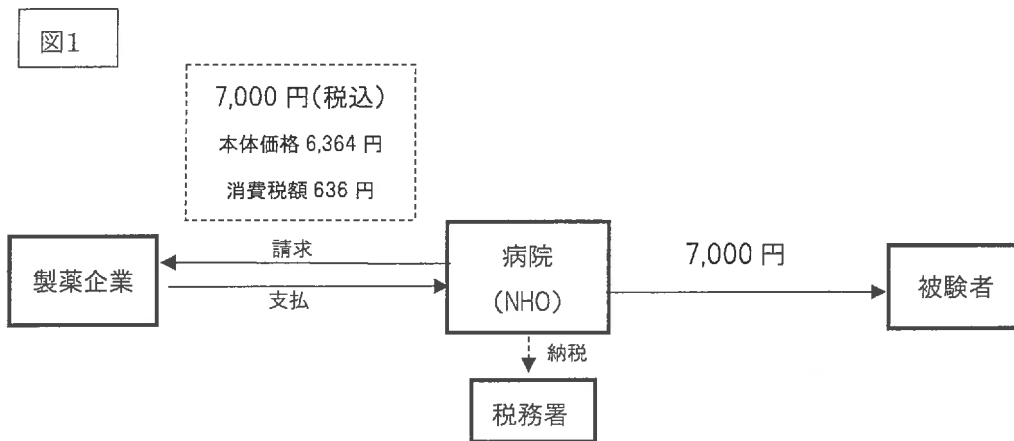 図1
7,000 円(税込)
本体価格 6,364 円
消費税額 636 円
製薬企業
請求
支払
病院
(NHO)
7,000 円
被験者
納税
税務署